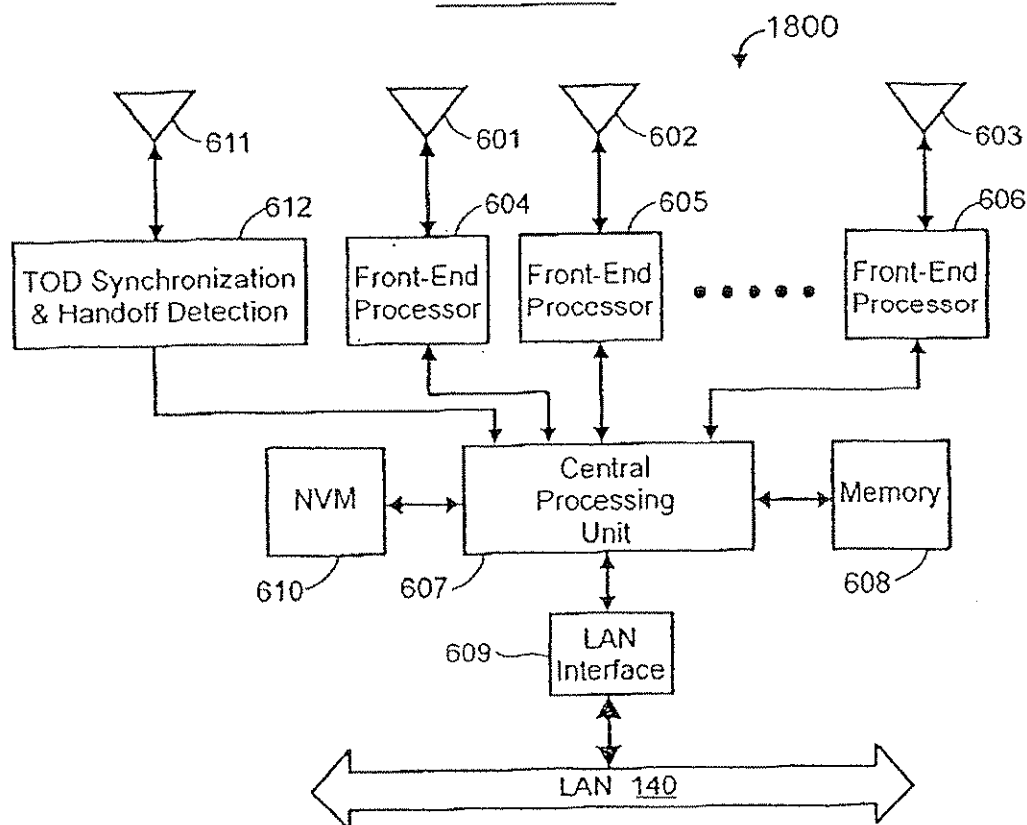 1800
611
601
602
603
612
604
605
606
TOD Synchronization
& Handoff Detection
Front-End
Processor
Front-End
Processor
Front-End
Processor
NVM
Central
Processing
Unit
Memory
610
607
608
609
LAN
Interface
LAN 140